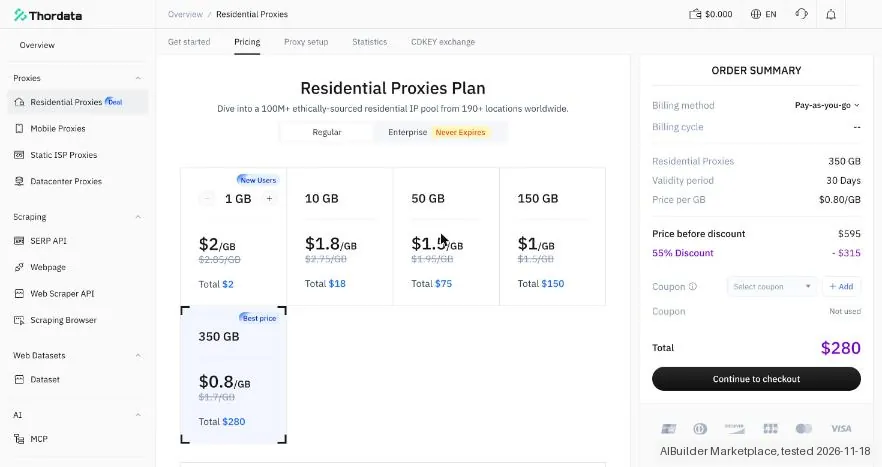 Thordata
Overview / Residential Proxies
$0.000
EN
Overview
Get started
Pricing
Proxy setup
Statistics
CDKEY exchange
Proxies
Residential Proxies Deal
Mobile Proxies
Static ISP Proxies
Datacenter Proxies
Scraping
SERP API
Webpage
Web Scraper API
Scraping Browser
Web Datasets
Dataset
AI
MCP
Residential Proxies Plan
Dive into a 100M+ ethically-sourced residential IP pool from 190+ locations worldwide.
Regular
Enterprise Never Expires
New Users
− 1 GB +
$2/GB
$2.85/GB
Total $2
10 GB
$1.8/GB
$2.75/GB
Total $18
50 GB
$1.5/GB
$1.95/GB
Total $75
150 GB
$1/GB
$1.5/GB
Total $150
Best price
350 GB
$0.8/GB
$1.7/GB
Total $280
ORDER SUMMARY
Billing method Pay-as-you-go
Billing cycle --
Residential Proxies 350 GB
Validity period 30 Days
Price per GB $0.80/GB
Price before discount $595
55% Discount - $315
Coupon Select coupon + Add
Coupon Not used
Total $280
Continue to checkout
DISCOVER
JCB
VISA
AIBuilder Marketplace, tested 2026-11-18